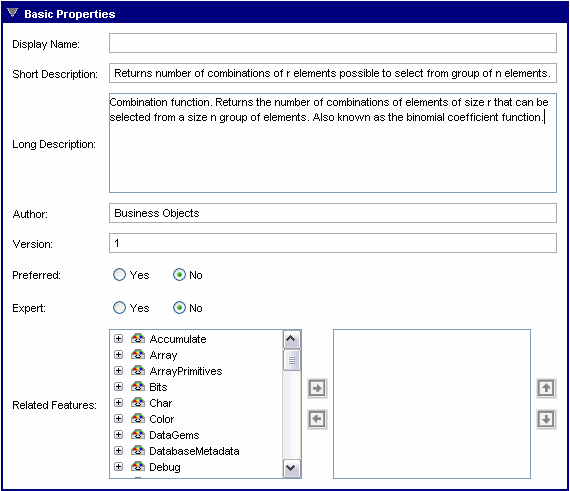 Basic Properties
Display Name:
Short Description: Returns number of combinations of r elements possible to select from group of n elements.
Long Description: Combination function. Returns the number of combinations of elements of size r that can be
selected from a size n group of elements. Also known as the binomial coefficient function.
Author: Business Objects
Version: 1
Preferred: Yes No
Expert: Yes No
Related Features:
Accumulate
Array
ArrayPrimitives
Bits
Char
Color
DataGems
DatabaseMetadata
Debug